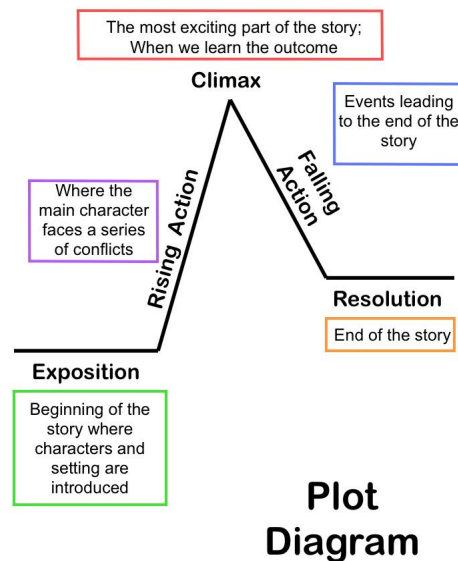 The most exciting part of the story;
When we learn the outcome
Climax
Events leading
to the end of the
story
Falling
Action
Where the
main character
faces a series
of conflicts
Rising Action
Resolution
End of the story
Exposition
Beginning of the
story where
characters and
setting are
introduced
Plot
Diagram